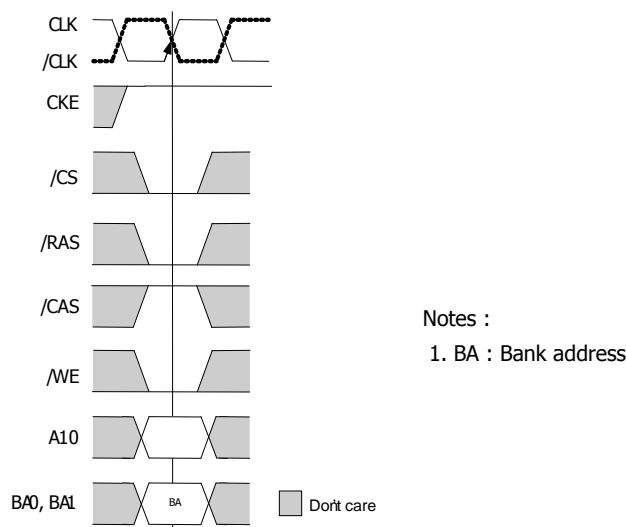 CLK
/CLK
CKE
/CS
/RAS
/CAS
/WE
A10
BA0, BA1
BA
Don't care
Notes :
1. BA : Bank address